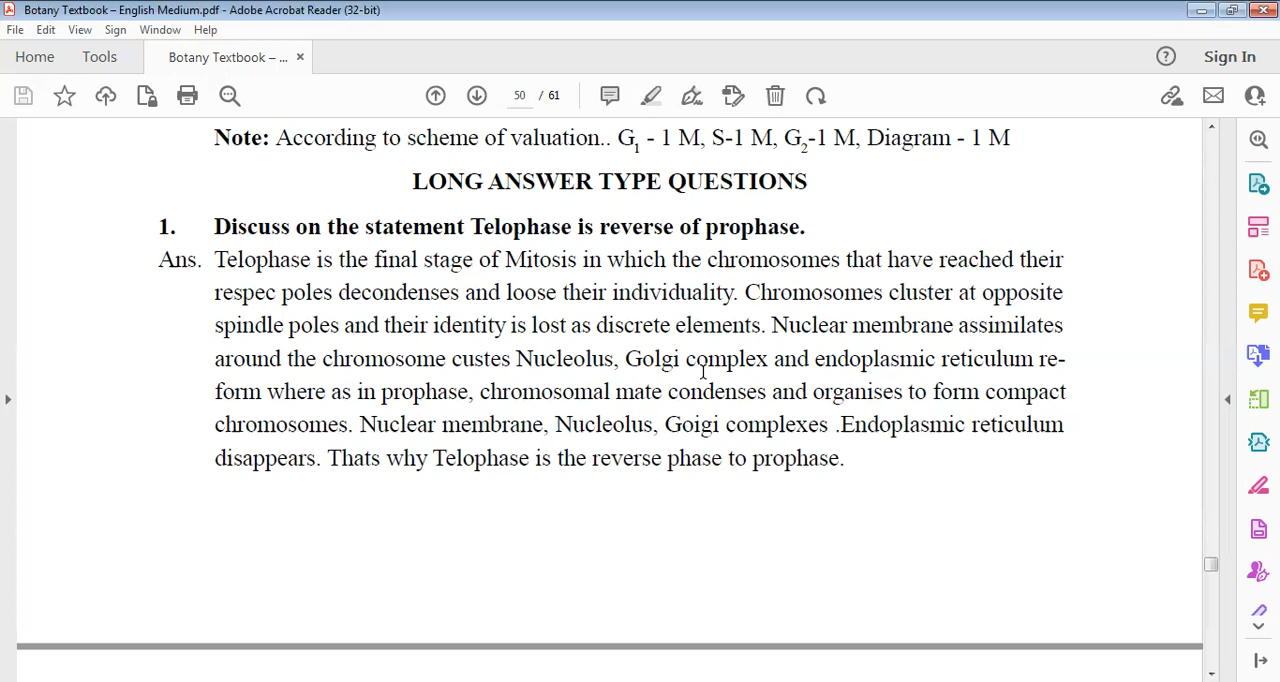 Botany Textbook – English Medium.pdf - Adobe Acrobat Reader (32-bit)
File Edit View Sign Window Help
Home Tools Botany Textbook – ... × Sign In
50 / 61
Note: According to scheme of valuation.. G1 - 1 M, S-1 M, G2-1 M, Diagram - 1 M
LONG ANSWER TYPE QUESTIONS
1. Discuss on the statement Telophase is reverse of prophase.
Ans. Telophase is the final stage of Mitosis in which the chromosomes that have reached their
respec poles decondenses and loose their individuality. Chromosomes cluster at opposite
spindle poles and their identity is lost as discrete elements. Nuclear membrane assimilates
around the chromosome custes Nucleolus, Golgi complex and endoplasmic reticulum re-
form where as in prophase, chromosomal mate condenses and organises to form compact
chromosomes. Nuclear membrane, Nucleolus, Goigi complexes .Endoplasmic reticulum
disappears. Thats why Telophase is the reverse phase to prophase.